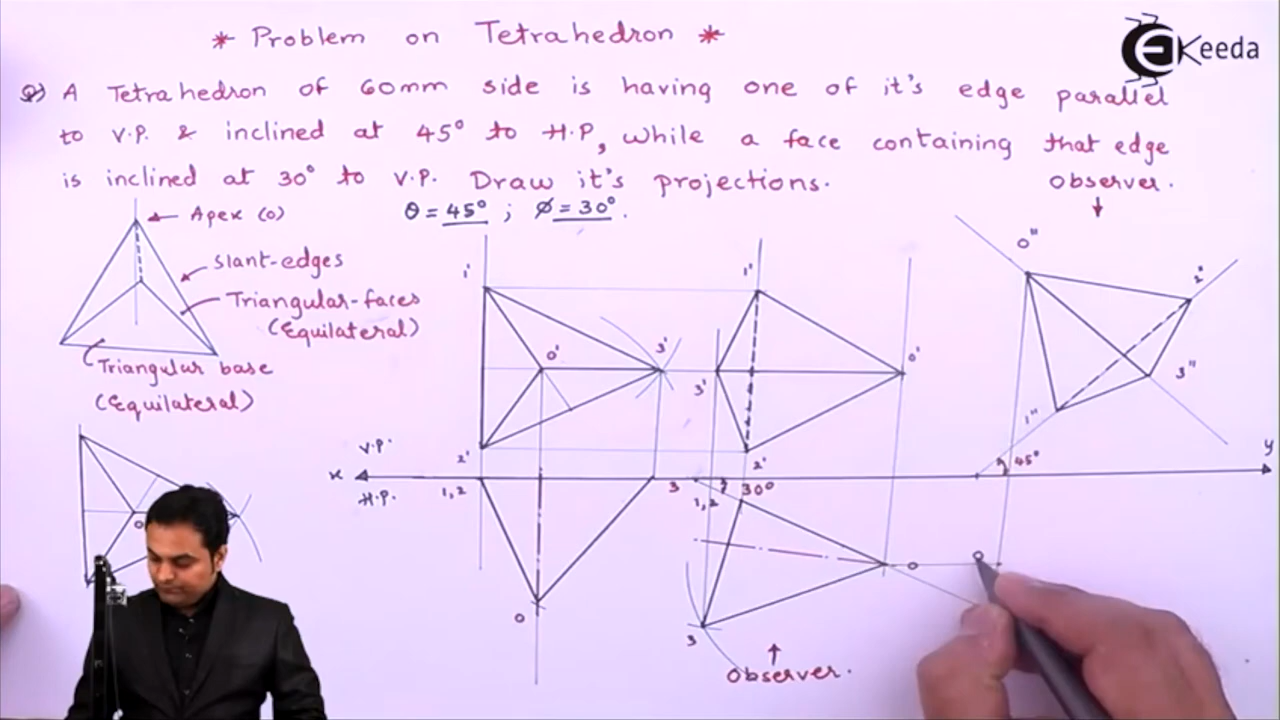 * Problem on Tetrahedron *
EKeeda
Q) A Tetrahedron of 60mm side is having one of it's edge parallel
to V.P. & inclined at 45° to H.P, while a face containing that edge
is inclined at 30° to V.P. Draw it's projections.
θ = 45° ; Ø = 30°.
Observer.
Apex (o)
slant-edges
Triangular-faces
(Equilateral)
Triangular base
(Equilateral)
1'
o'
3'
2'
1'
3'
o'
2'
o"
2"
3"
1"
45°
V.P.
x
y
H.P.
1,2
3
1,2
30°
o
o
o
3
o
Observer.